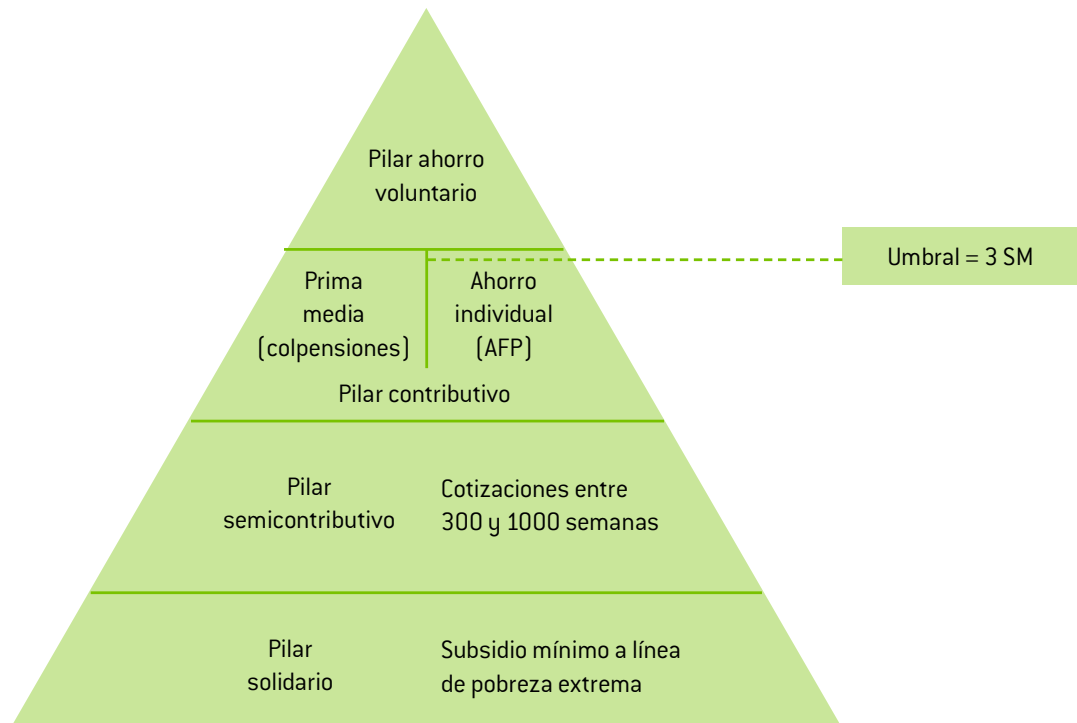 Pilar ahorro
voluntario
Umbral = 3 SM
Prima
media
(colpensiones)
Ahorro
individual
(AFP)
Pilar contributivo
Pilar
semicontributivo
Cotizaciones entre
300 y 1000 semanas
Pilar
solidario
Subsidio mínimo a línea
de pobreza extrema